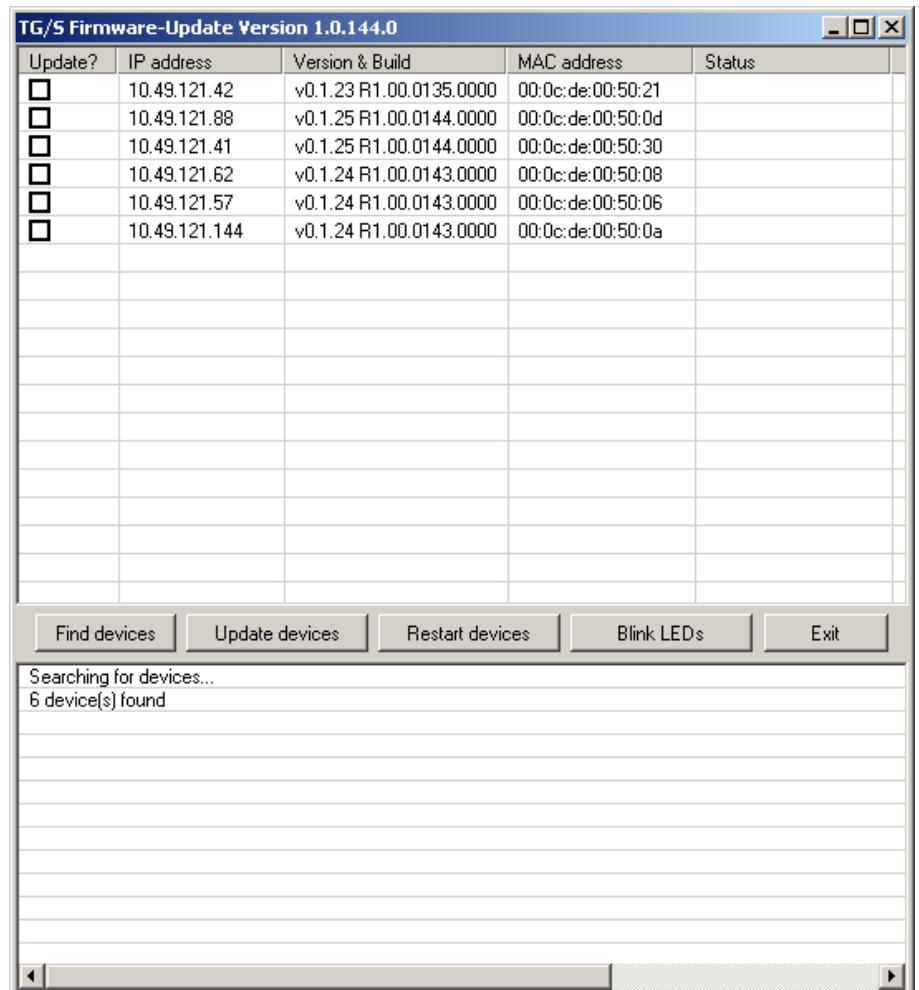 TG/S Firmware-Update Version 1.0.144.0
Update? IP address Version & Build MAC address Status
10.49.121.42 v0.1.23 R1.00.0135.0000 00:0c:de:00:50:21
10.49.121.88 v0.1.25 R1.00.0144.0000 00:0c:de:00:50:0d
10.49.121.41 v0.1.25 R1.00.0144.0000 00:0c:de:00:50:30
10.49.121.62 v0.1.24 R1.00.0143.0000 00:0c:de:00:50:08
10.49.121.57 v0.1.24 R1.00.0143.0000 00:0c:de:00:50:06
10.49.121.144 v0.1.24 R1.00.0143.0000 00:0c:de:00:50:0a
Find devices Update devices Restart devices Blink LEDs Exit
Searching for devices...
6 device(s) found